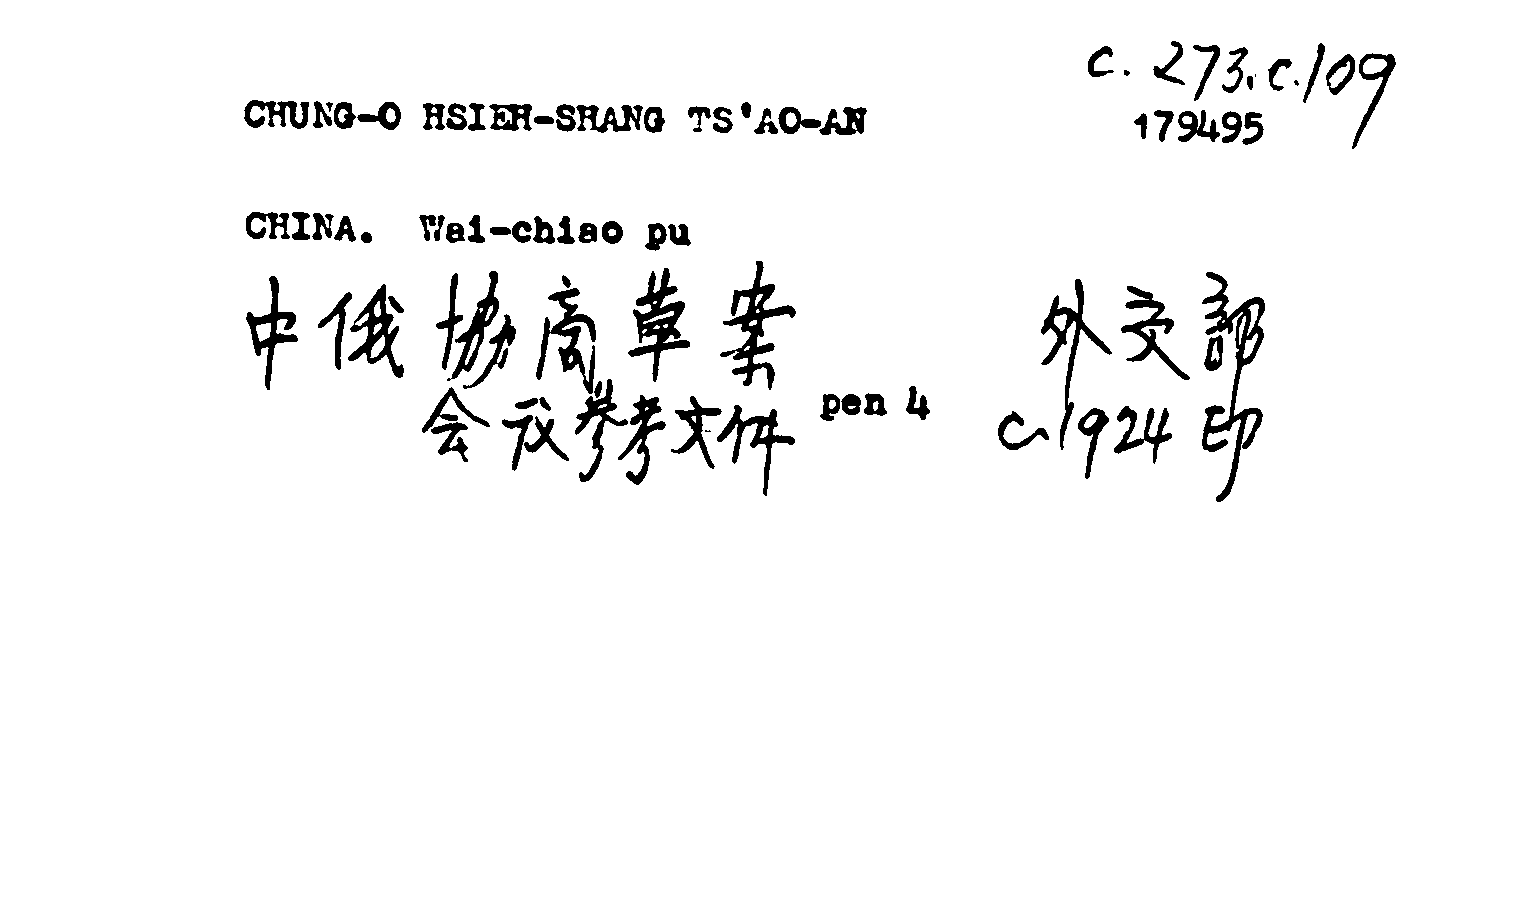 C. 273.c.109
CHUNG-O HSIEH-SHANG TS'AO-AN
179495
CHINA. Wai-chiao pu
中俄協商草案 外交部
会议参考文件 pen 4 c.1924 印